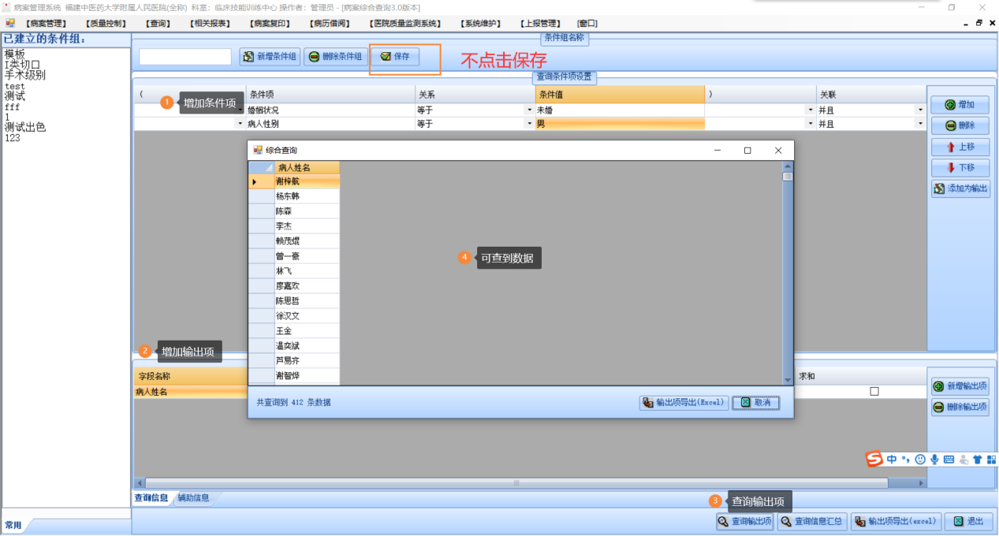 病案管理系统 福建中医药大学附属人民医院(全称) 科室：临床技能训练中心 操作者：管理员 - [病案综合查询3.0版本]
【病案管理】 【质量控制】 【查询】 【相关报表】 【病案复印】 【病历借阅】 【医院质量监测系统】 【系统维护】 【上报管理】 [窗口]
已建立的条件组：
模板
I类切口
手术级别
test
测试
fff
1
测试出色
123
常用
条件组名称
新增条件组 删除条件组 保存
不点击保存
查询条件项设置
( 条件项 关系 条件值 ) 关联
1 增加条件项
婚姻状况 等于 未婚 并且
病人性别 等于 男 并且
增加
删除
上移
下移
添加为输出
综合查询
病人姓名
谢梓航
杨东韩
陈森
李杰
赖茂焜
曾一豪
林飞
廖嘉欢
陈思哲
徐汉文
王金
温奕斌
芦易齐
谢智烨
4 可查到数据
共查询到 412 条数据
输出项导出(Excel) 取消
2 增加输出项
字段名称 求和
病人姓名
新增输出项
删除输出项
中
查询信息 辅助信息
3 查询输出项
查询输出项 查询信息汇总 输出项导出(excel) 退出